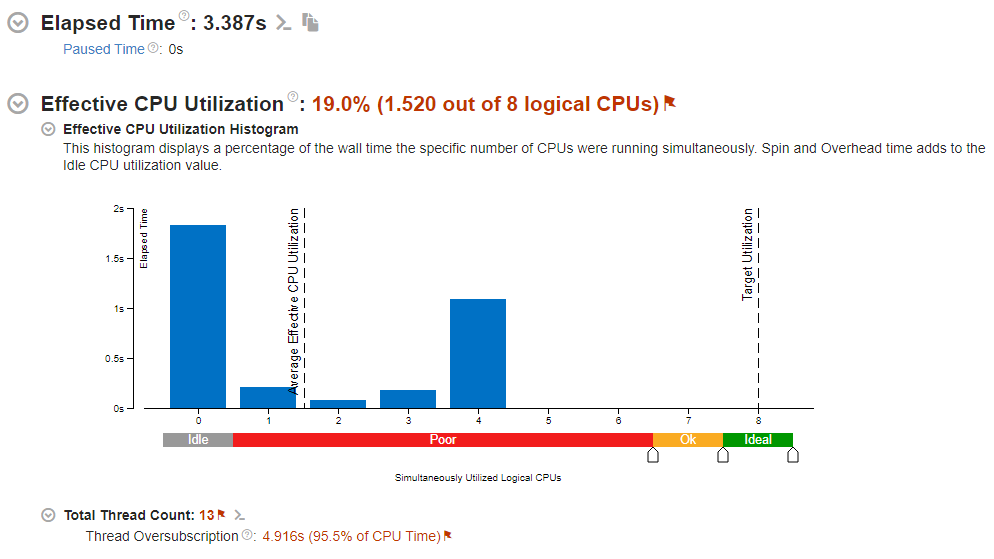 Elapsed Time?: 3.387s
Paused Time?: 0s
Effective CPU Utilization?: 19.0% (1.520 out of 8 logical CPUs)
Effective CPU Utilization Histogram
This histogram displays a percentage of the wall time the specific number of CPUs were running simultaneously. Spin and Overhead time adds to the
Idle CPU utilization value.
2s
1.5s
1s
0.5s
0s
Elapsed Time
Average Effective CPU Utilization
Target Utilization
0 1 2 3 4 5 6 7 8
Idle Poor Ok Ideal
Simultaneously Utilized Logical CPUs
Total Thread Count: 13
Thread Oversubscription?: 4.916s (95.5% of CPU Time)